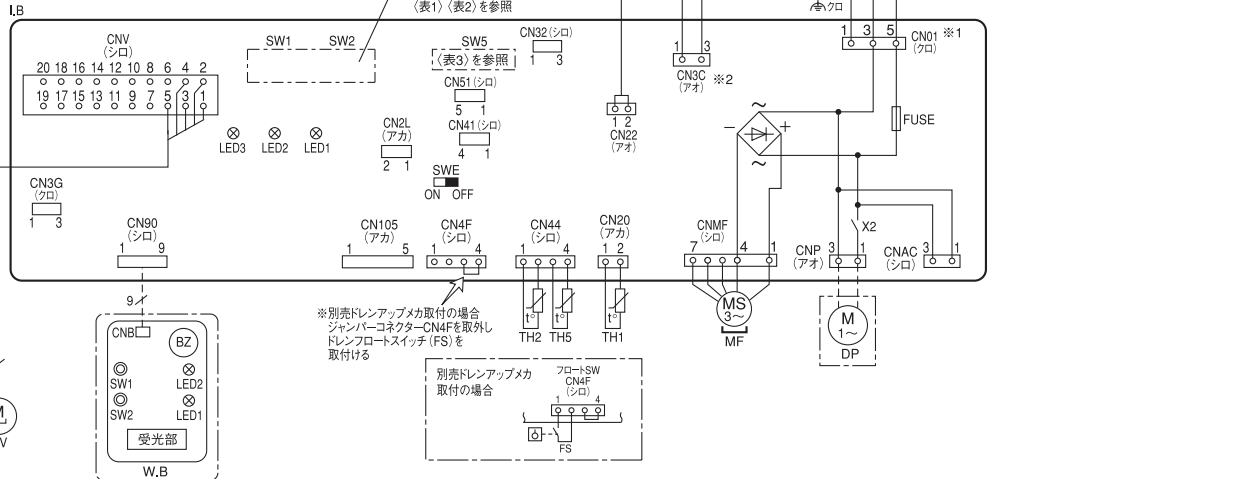 〈表1〉〈表2〉を参照
クロ
I.B
CNV
(シロ)
20 18 16 14 12 10 8 6 4 2
19 17 15 13 11 9 7 5 3 1
SW1 SW2
SW5
〈表3〉を参照
CN32(シロ)
1 3
CN51(シロ)
5 1
CN41(シロ)
4 1
1 3
CN3C ※2
(アオ)
1 3 5
CN01 ※1
(クロ)
1 2
CN22
(アオ)
LED3 LED2 LED1
CN2L
(アカ)
2 1
SWE
ON OFF
～
－ ＋
～
FUSE
CN3G
(クロ)
1 3
CN90
(シロ)
1 9
CN105
(アカ)
1 5
CN4F
(シロ)
1 4
CN44
(シロ)
1 4
CN20
(アカ)
1 2
CNMF
(シロ)
7 4 1
X2
CNP
(アオ)
3 1
CNAC
(シロ)
3 1
9
※別売ドレンアップメカ取付の場合
ジャンパーコネクターCN4Fを取外し
ドレンフロートスイッチ(FS)を
取付ける
t° t° t°
TH2 TH5 TH1
MS
3～
MF
M
1～
DP
CNB
BZ
SW1 LED2
SW2 LED1
受光部
W.B
別売ドレンアップメカ
取付の場合
フロートSW
CN4F
(シロ)
1 4
FS